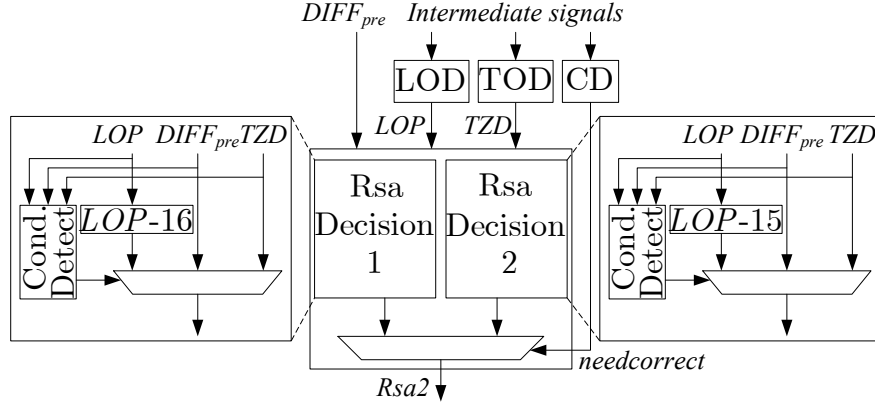 DIFFpre Intermediate signals
LOD TOD CD
LOP TZD
LOP DIFFpre TZD
Cond. Detect
LOP-16
Rsa Decision 1
Rsa Decision 2
LOP DIFFpre TZD
Cond. Detect
LOP-15
needcorrect
Rsa2